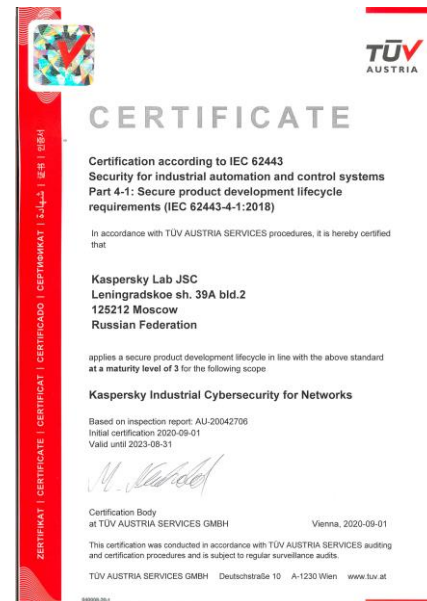 TÜV
AUSTRIA
CERTIFICATE
Certification according to IEC 62443
Security for industrial automation and control systems
Part 4-1: Secure product development lifecycle
requirements (IEC 62443-4-1:2018)
In accordance with TÜV AUSTRIA SERVICES procedures, it is hereby certified
that
Kaspersky Lab JSC
Leningradskoe sh. 39A bld.2
125212 Moscow
Russian Federation
applies a secure product development lifecycle in line with the above standard
at a maturity level of 3 for the following scope
Kaspersky Industrial Cybersecurity for Networks
Based on inspection report: AU-20042706
Initial certification 2020-09-01
Valid until 2023-08-31
Certification Body
at TÜV AUSTRIA SERVICES GMBH Vienna, 2020-09-01
This certification was conducted in accordance with TÜV AUSTRIA SERVICES auditing
and certification procedures and is subject to regular surveillance audits.
TÜV AUSTRIA SERVICES GMBH Deutschstraße 10 A-1230 Wien www.tuv.at
ZERTIFIKAT | CERTIFICATE | CERTIFICAT | CERTIFICADO | СЕРТИФИКАТ | شهادة | 证书 | 인증서